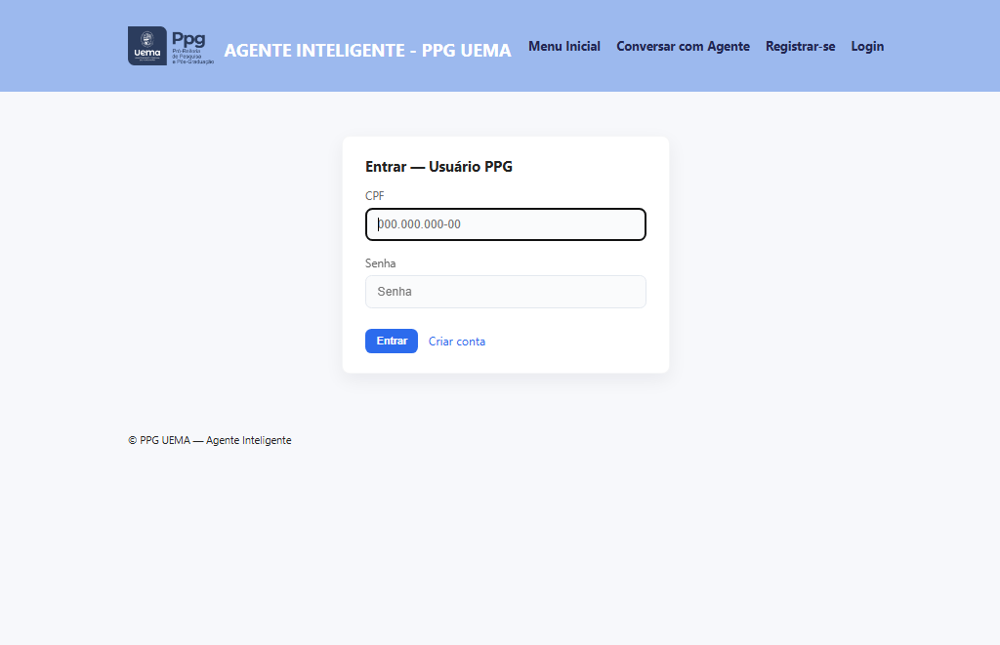 Uema
Ppg
Pró-Reitoria
de Pesquisa
e Pós-Graduação
AGENTE INTELIGENTE - PPG UEMA
Menu Inicial
Conversar com Agente
Registrar-se
Login
Entrar — Usuário PPG
CPF
000.000.000-00
Senha
Senha
Entrar
Criar conta
© PPG UEMA — Agente Inteligente